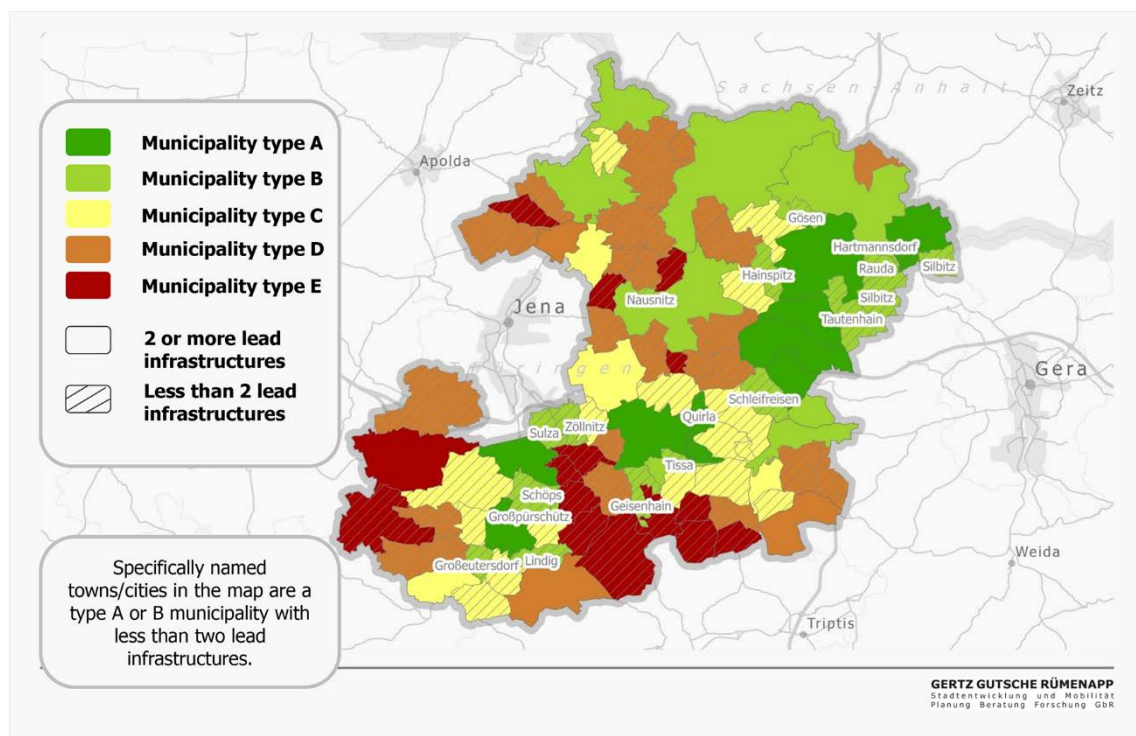 Sachsen-Anhalt
Zeitz
Apolda
Municipality type A
Municipality type B
Municipality type C
Municipality type D
Municipality type E
2 or more lead
infrastructures
Less than 2 lead
infrastructures
Gösen
Hartmannsdorf
Hainspitz
Rauda
Silbitz
Nausnitz
Silbitz
Jena
Tautenhain
Thüringen
Gera
Schleifreisen
Quirla
Zöllnitz
Sulza
Tissa
Schöps
Geisenhain
Großpürschütz
Lindig
Großeutersdorf
Weida
Triptis
Specifically named
towns/cities in the map are a
type A or B municipality with
less than two lead
infrastructures.
GERTZ GUTSCHE RÜMENAPP
Stadtentwicklung und Mobilität
Planung Beratung Forschung GbR